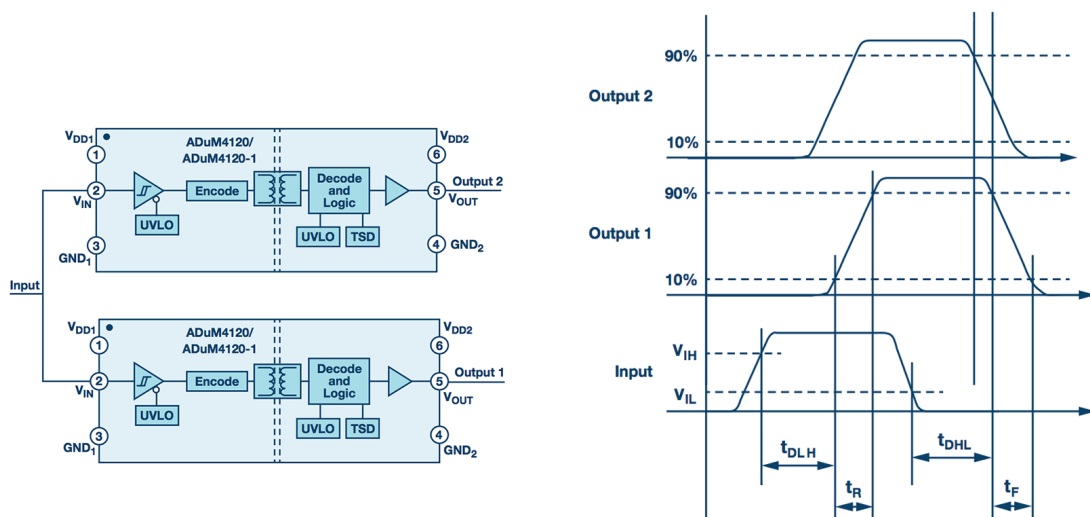 VDD1
ADuM4120/
ADuM4120-1
VDD2
1
6
2
Encode
Decode
and
Logic
5
Output 2
VIN
VOUT
UVLO
UVLO
TSD
3
4
GND1
GND2
Input
VDD1
ADuM4120/
ADuM4120-1
VDD2
1
6
2
Encode
Decode
and
Logic
5
Output 1
VIN
VOUT
UVLO
UVLO
TSD
3
4
GND1
GND2
90%
Output 2
10%
90%
Output 1
10%
VIH
Input
VIL
tDLH
tDHL
tR
tF